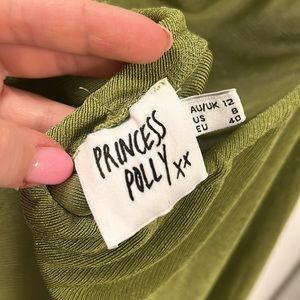 PRINCESS
POLLY xx
AU/UK 12
US 8
EU 40